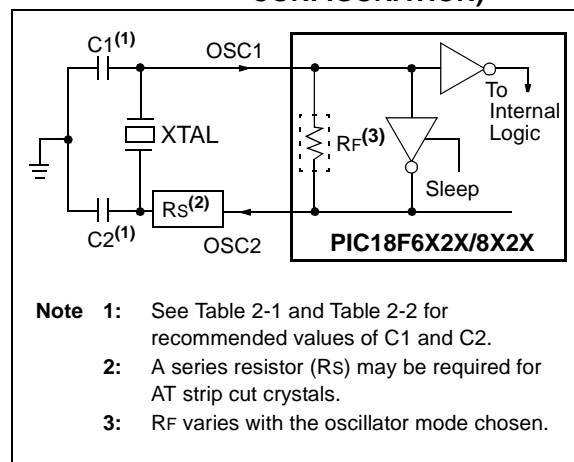 CONFIGURATION)
C1(1)
OSC1
To
Internal
Logic
XTAL
RF(3)
Sleep
RS(2)
C2(1)
OSC2
PIC18F6X2X/8X2X
Note 1: See Table 2-1 and Table 2-2 for
recommended values of C1 and C2.
2: A series resistor (RS) may be required for
AT strip cut crystals.
3: RF varies with the oscillator mode chosen.